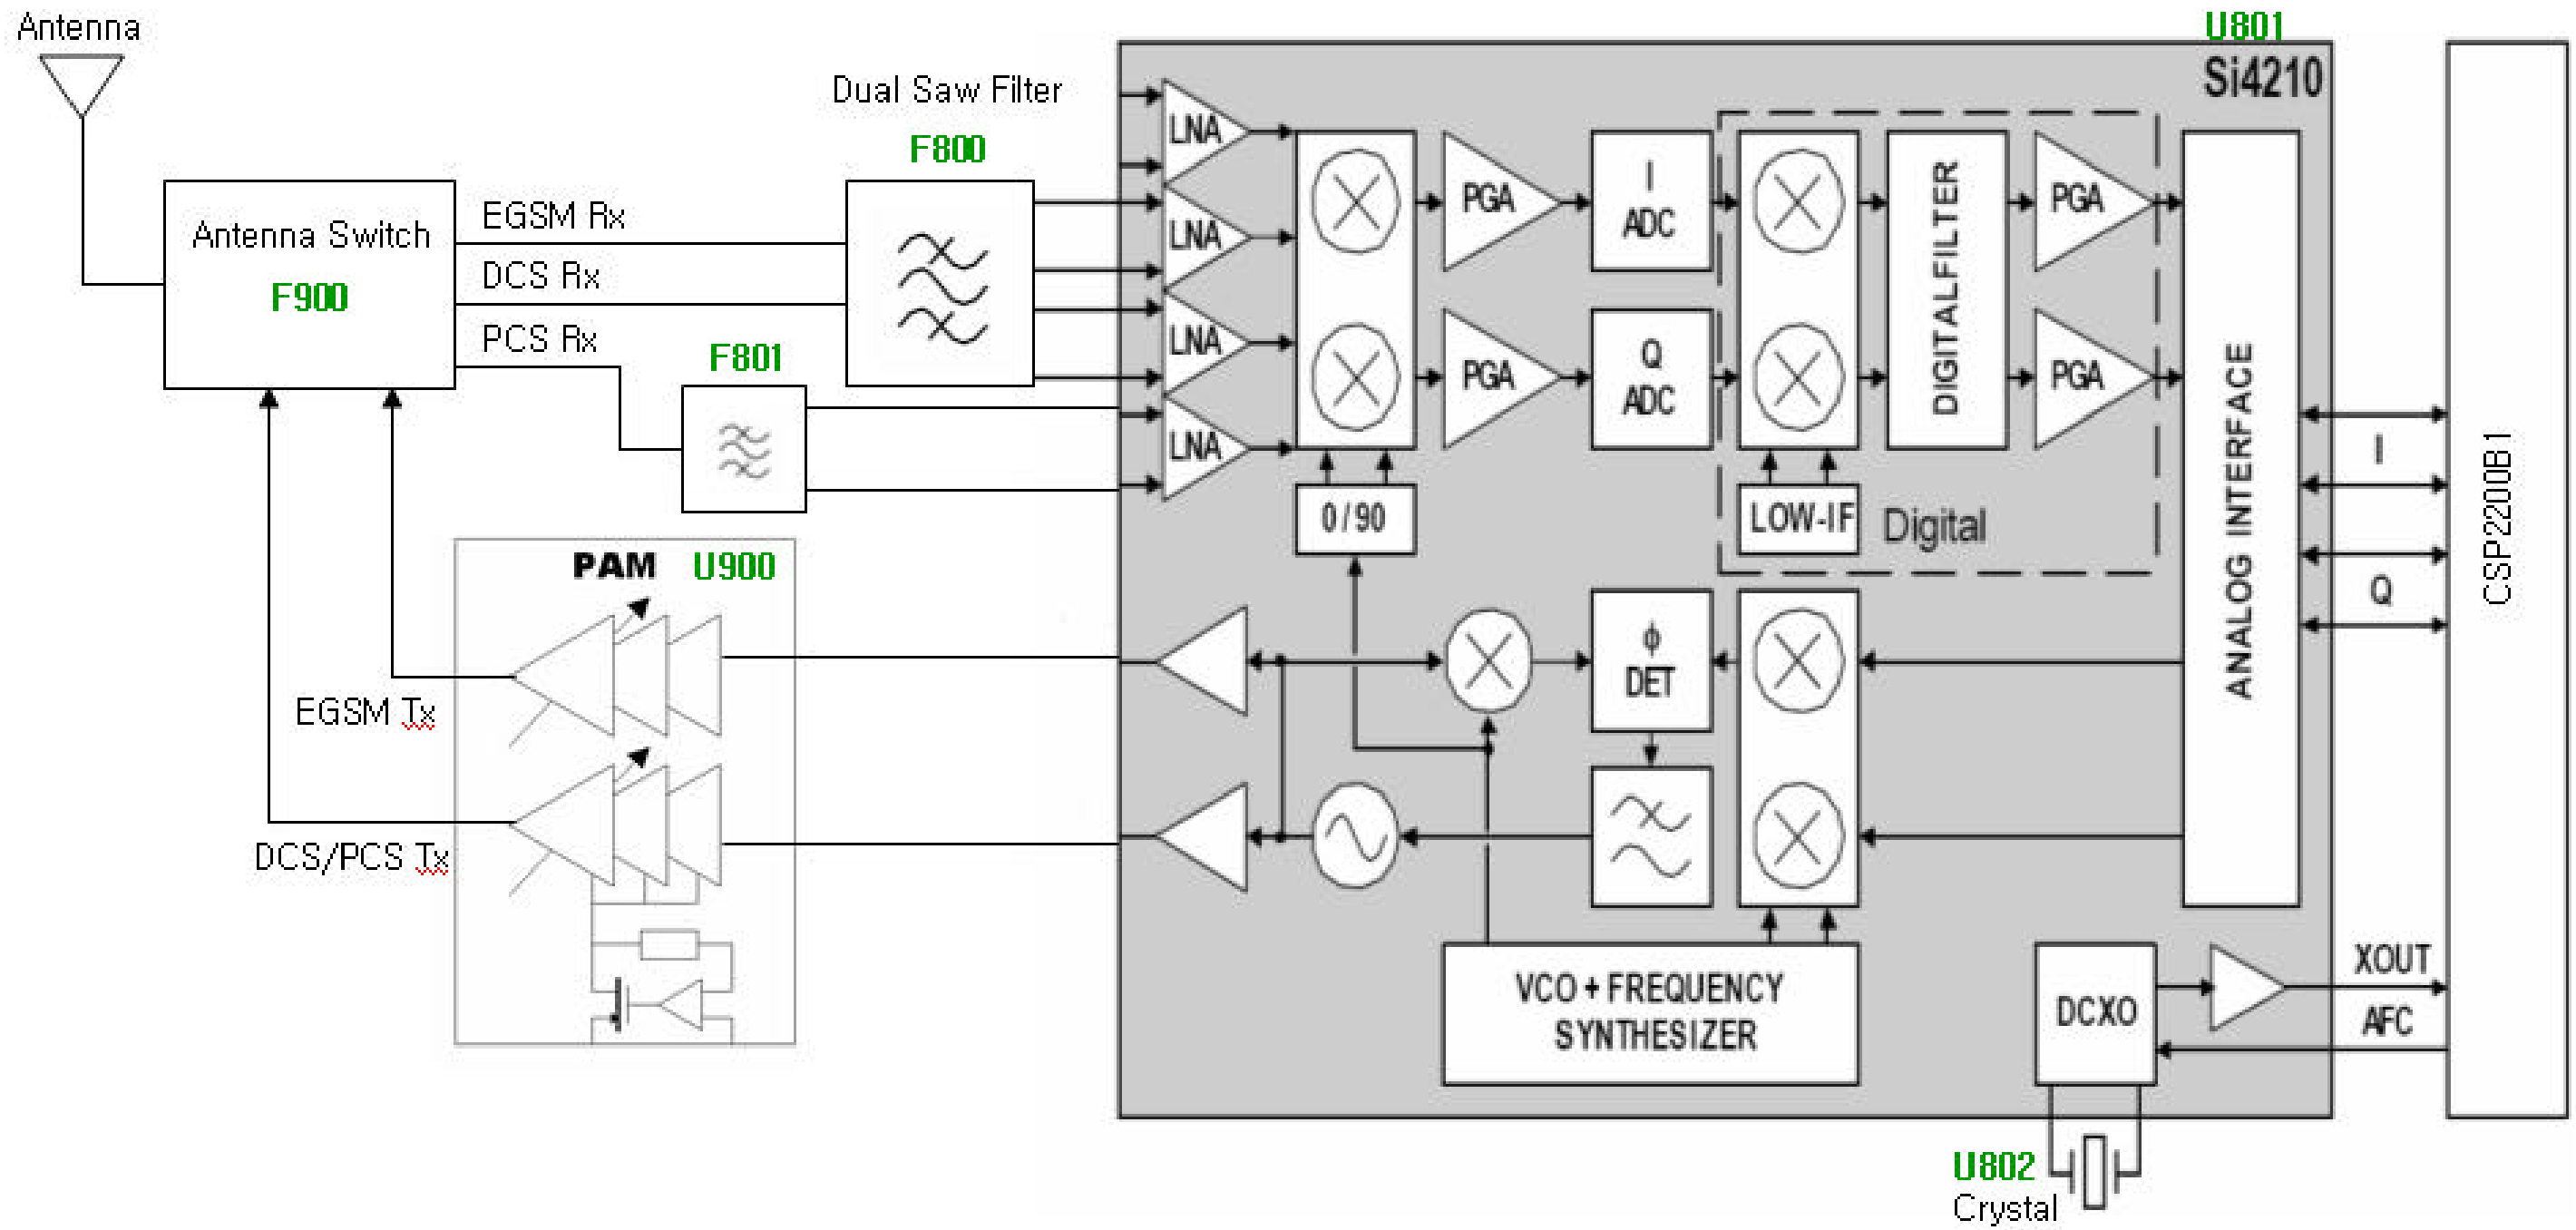 Antenna
U801
Si4210
Dual Saw Filter
F800
LNA
LNA
LNA
LNA
PGA
PGA
I
ADC
Q
ADC
DIGITALFILTER
PGA
PGA
ANALOG INTERFACE
Antenna Switch
F900
EGSM Rx
DCS Rx
PCS Rx
F801
0/90
LOW-IF
Digital
I
Q
CSP2200B1
PAM
U900
EGSM Tx
DCS/PCS Tx
ϕ
DET
VCO + FREQUENCY
SYNTHESIZER
DCXO
XOUT
AFC
U802
Crystal